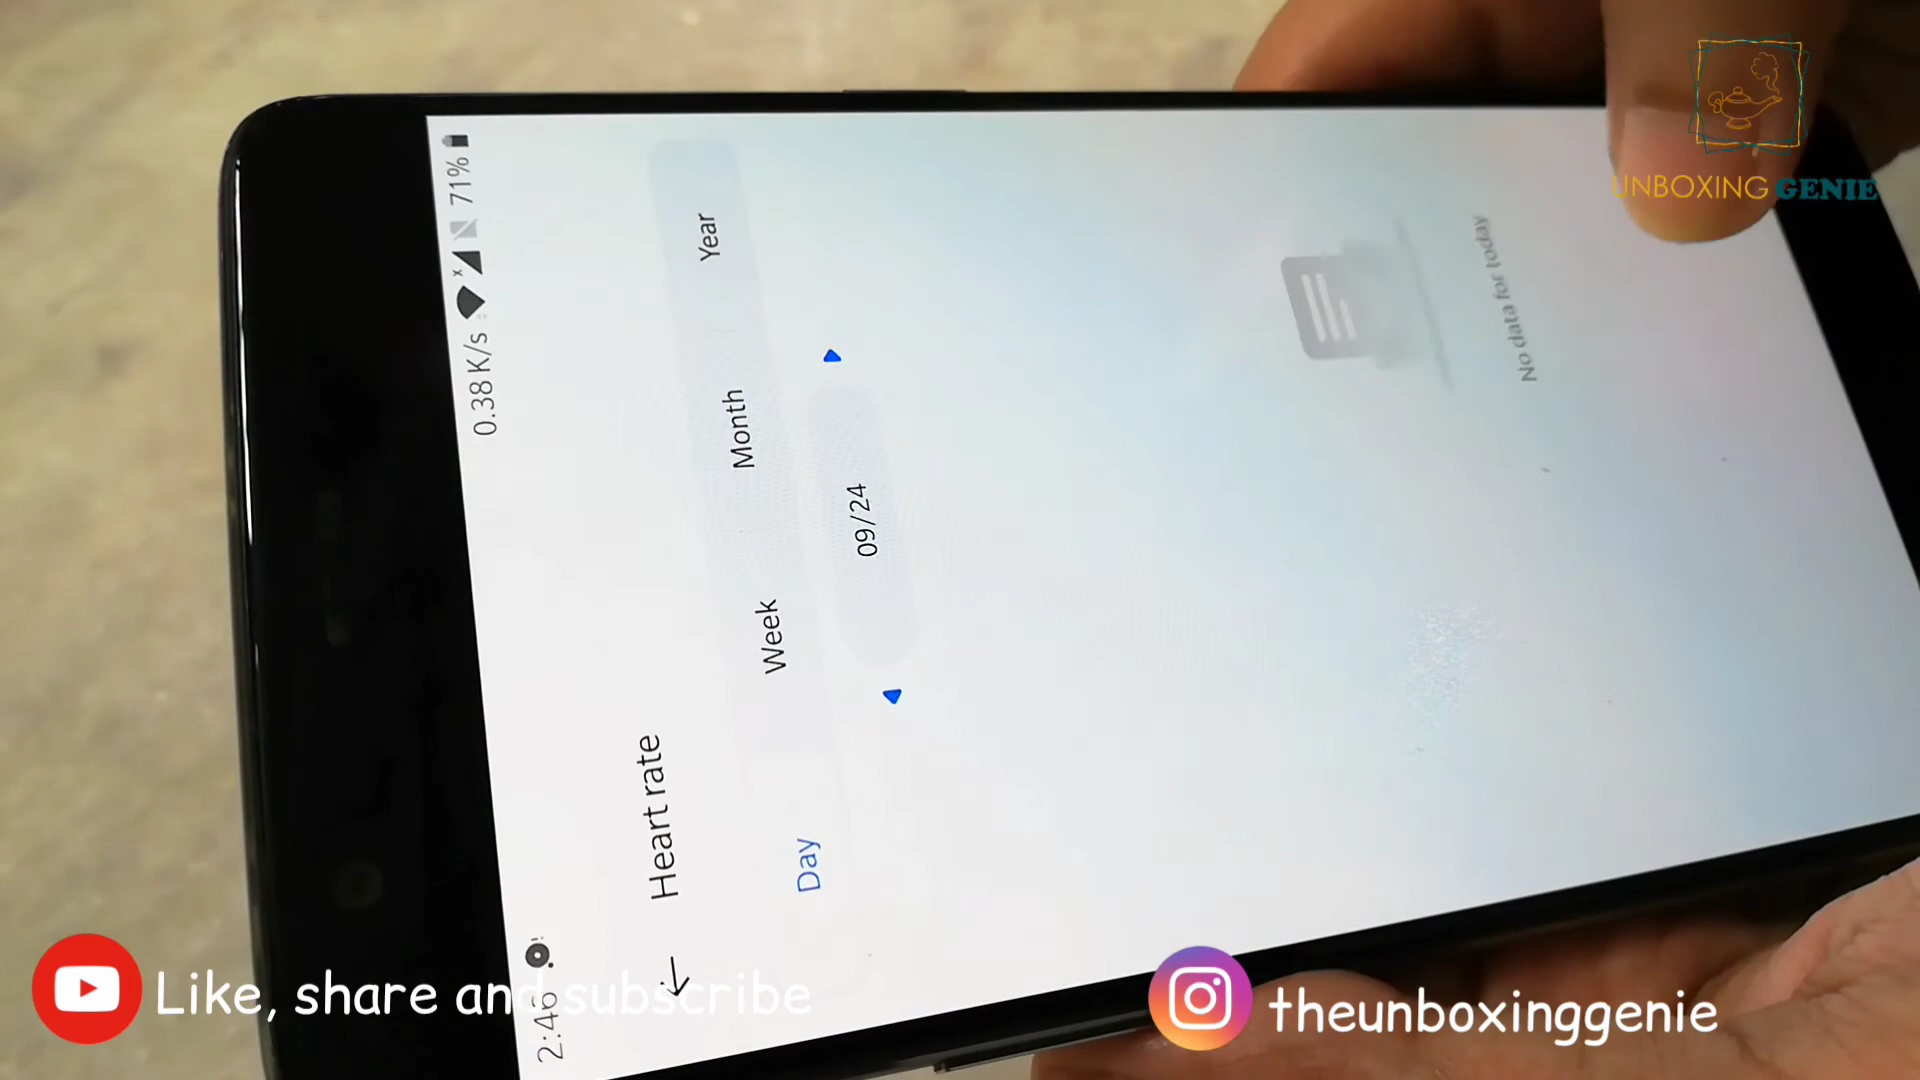 2:46
0.38 K/s
71%
Heart rate
Day
Week
Month
Year
09/24
No data for today
UNBOXING GENIE
Like, share and subscribe
theunboxinggenie